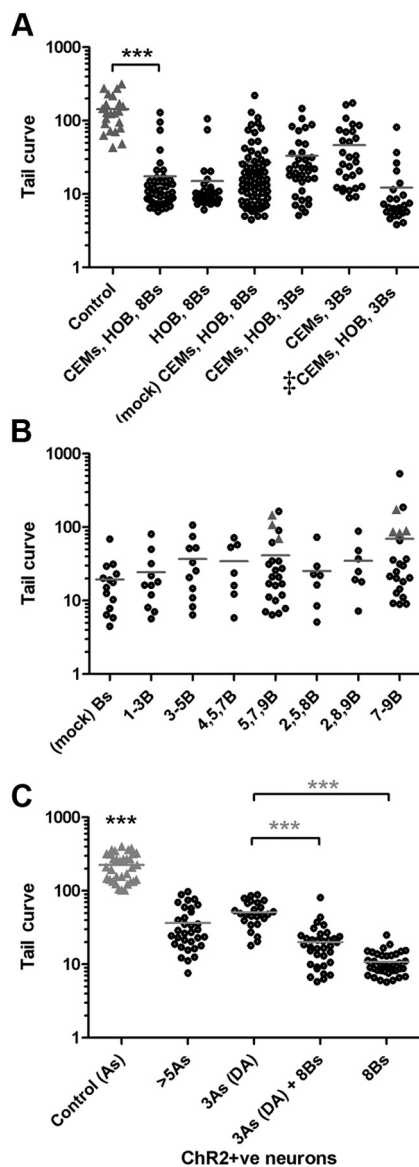 A
1000
100
10
1
Tail curve
***
Control
CEMs, HOB, 8Bs
HOB, 8Bs
(mock) CEMs, HOB, 8Bs
CEMs, HOB, 3Bs
CEMs, 3Bs
‡CEMs, HOB, 3Bs
B
1000
100
10
1
Tail curve
(mock) Bs
1-3B
3-5B
4,5,7B
5,7,9B
2,5,8B
2,8,9B
7-9B
C
1000
100
10
1
Tail curve
***
***
***
Control (As)
>5As
3As (DA)
3As (DA) + 8Bs
8Bs
ChR2+ve neurons